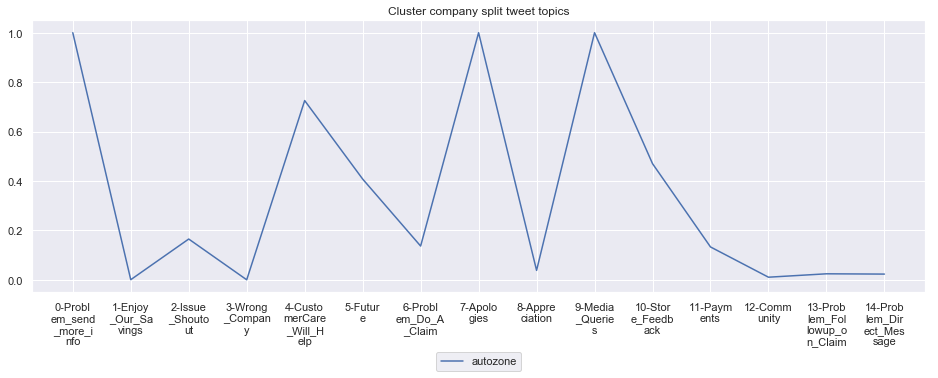 Cluster company split tweet topics
1.0
0.8
0.6
0.4
0.2
0.0
0-Probl
em_send
_more_i
nfo
1-Enjoy
_Our_Sa
vings
2-Issue
_Shouto
ut
3-Wrong
_Compan
y
4-Custo
merCare
_Will_H
elp
5-Futur
e
6-Probl
em_Do_A
_Claim
7-Apolo
gies
8-Appre
ciation
9-Media
_Querie
s
10-Stor
e_Feedb
ack
11-Paym
ents
12-Comm
unity
13-Prob
lem_Fol
lowup_o
n_Claim
14-Prob
lem_Dir
ect_Mes
sage
autozone